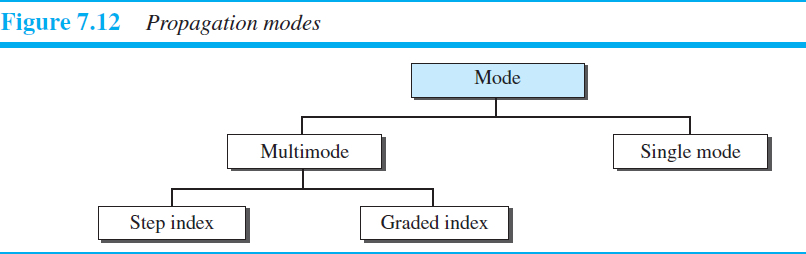 Figure 7.12 Propagation modes
Mode
Multimode
Single mode
Step index
Graded index